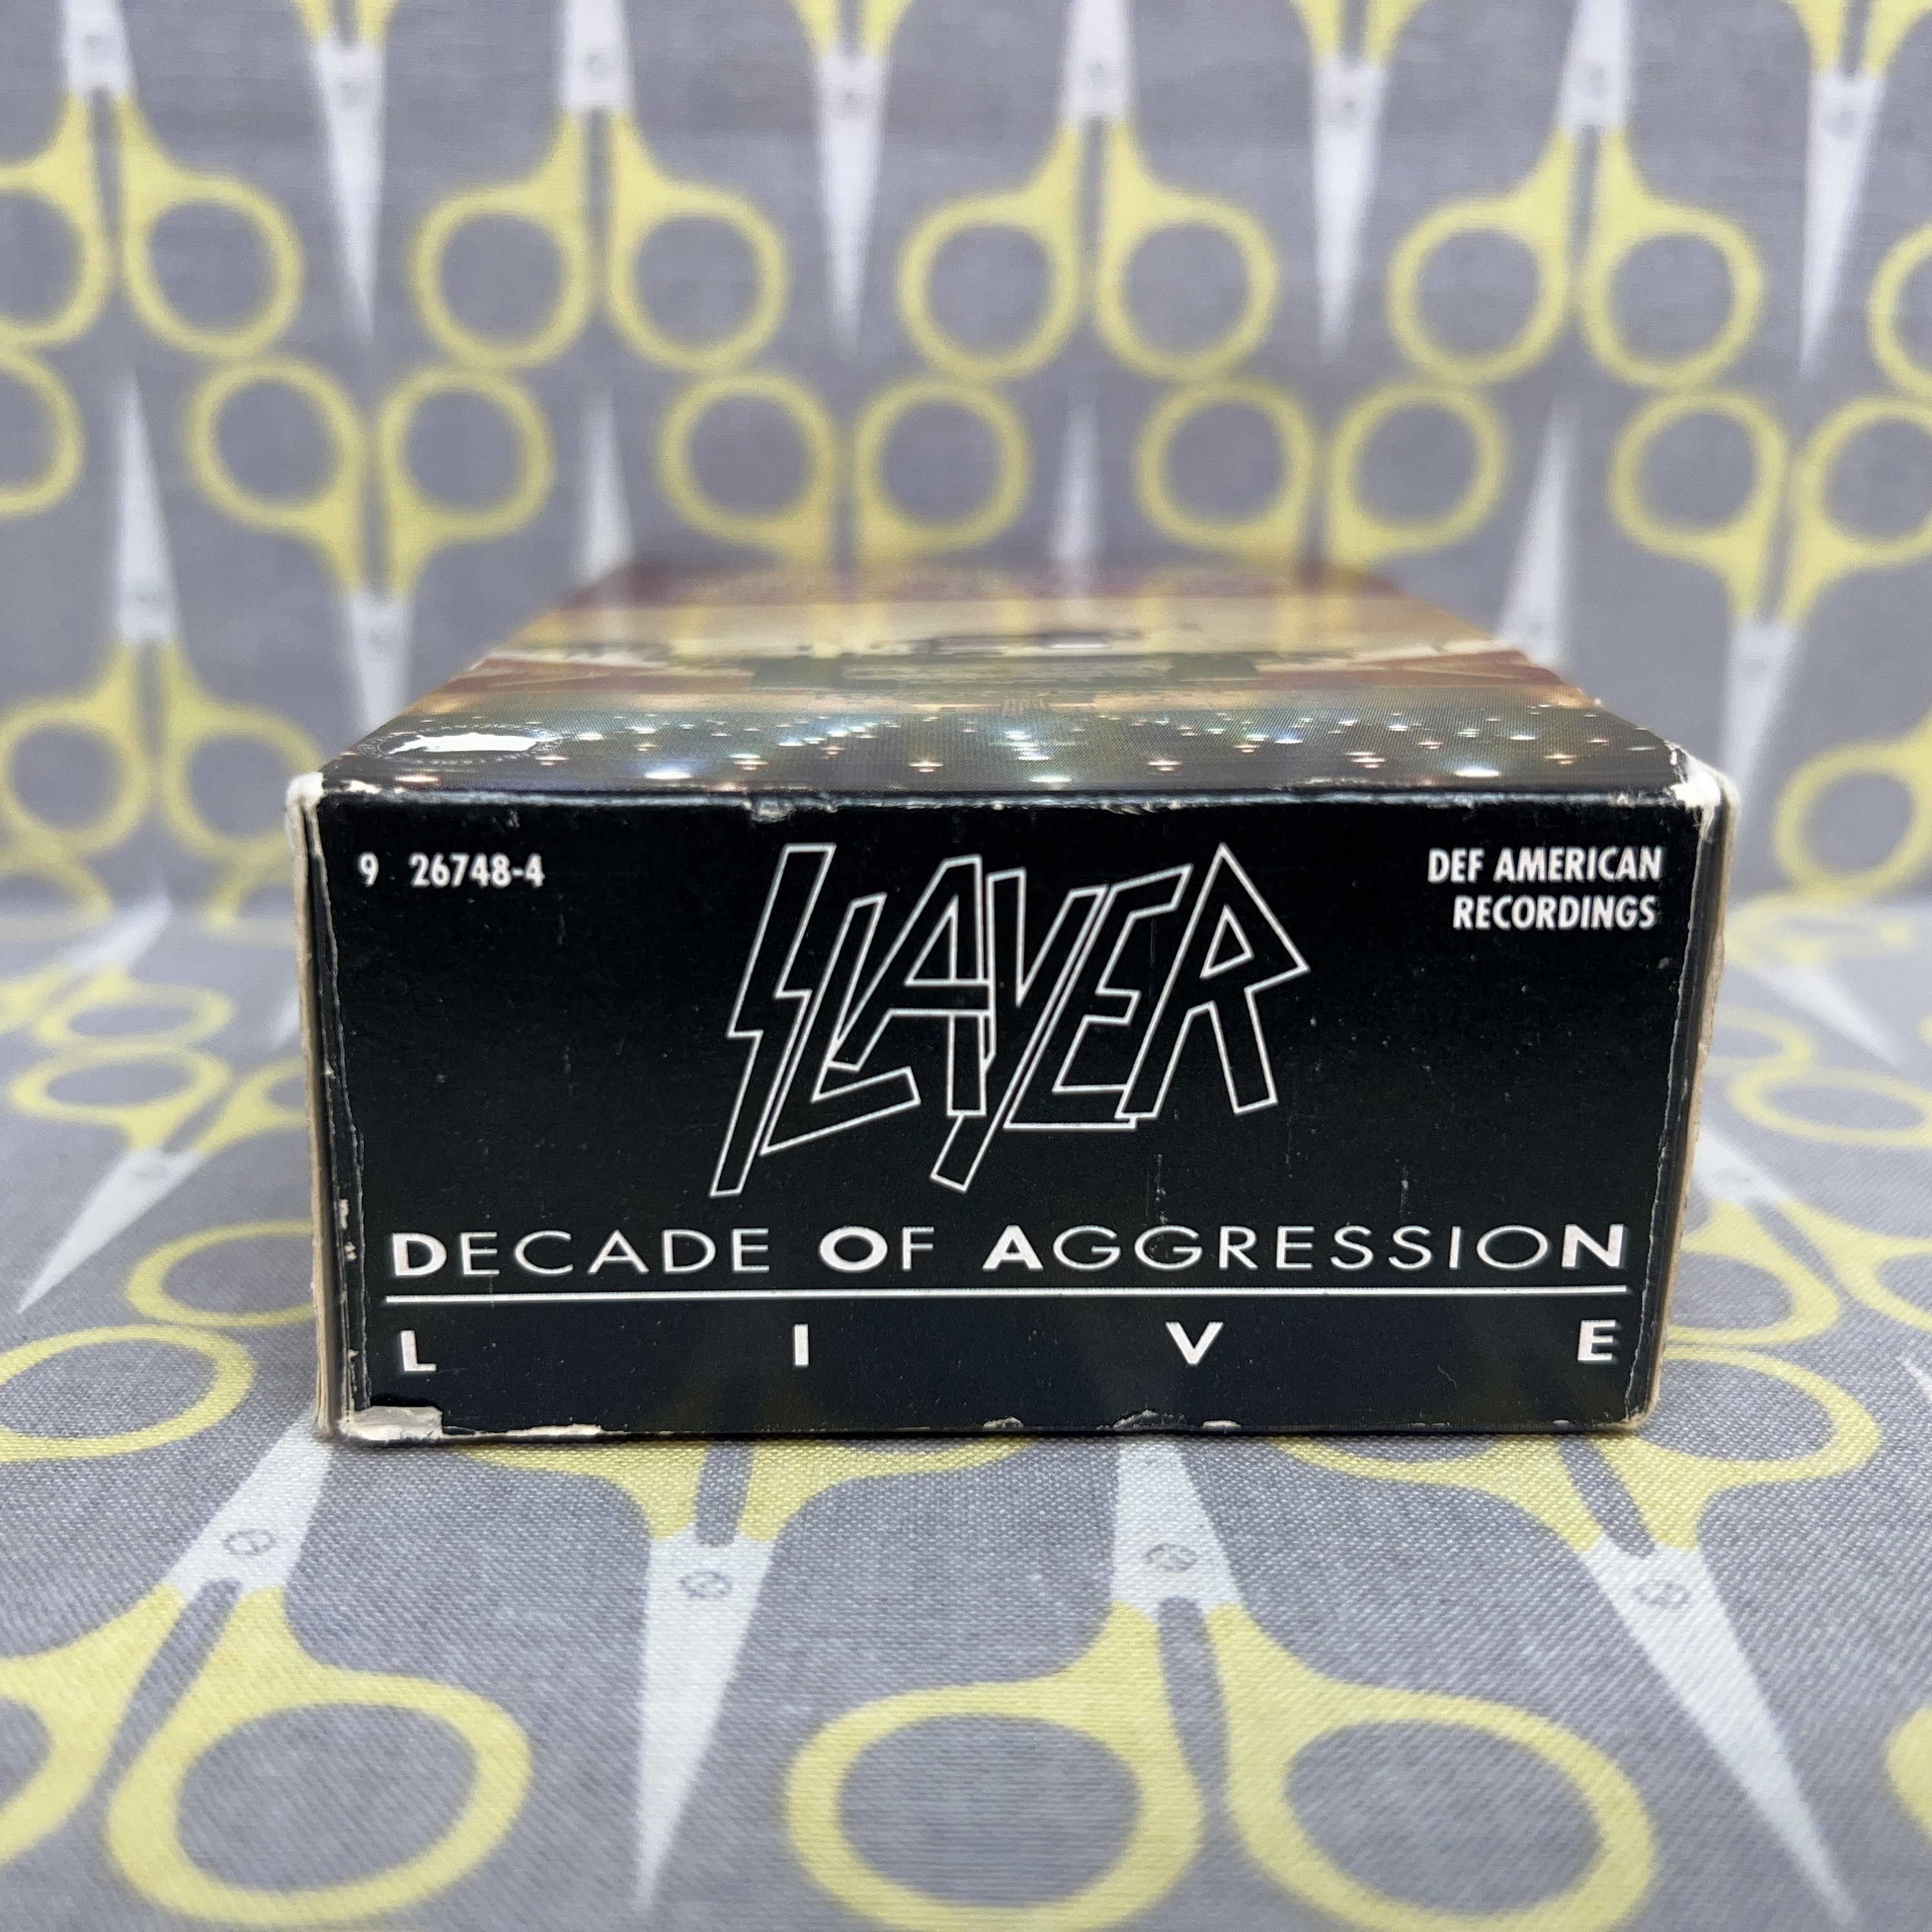 9 26748-4
DEF AMERICAN
RECORDINGS
SLAYER
DECADE OF AGGRESSION
L I V E